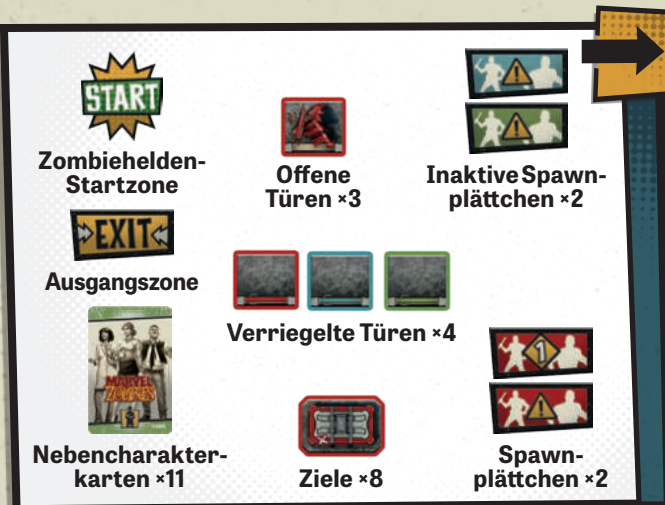 START
Zombiehelden-
Startzone
EXIT
Ausgangszone
MARVEL
ZOMBIES
Nebencharakter-
karten ×11
Offene
Türen ×3
Verriegelte Türen ×4
Ziele ×8
Inaktive Spawn-
plättchen ×2
1
Spawn-
plättchen ×2